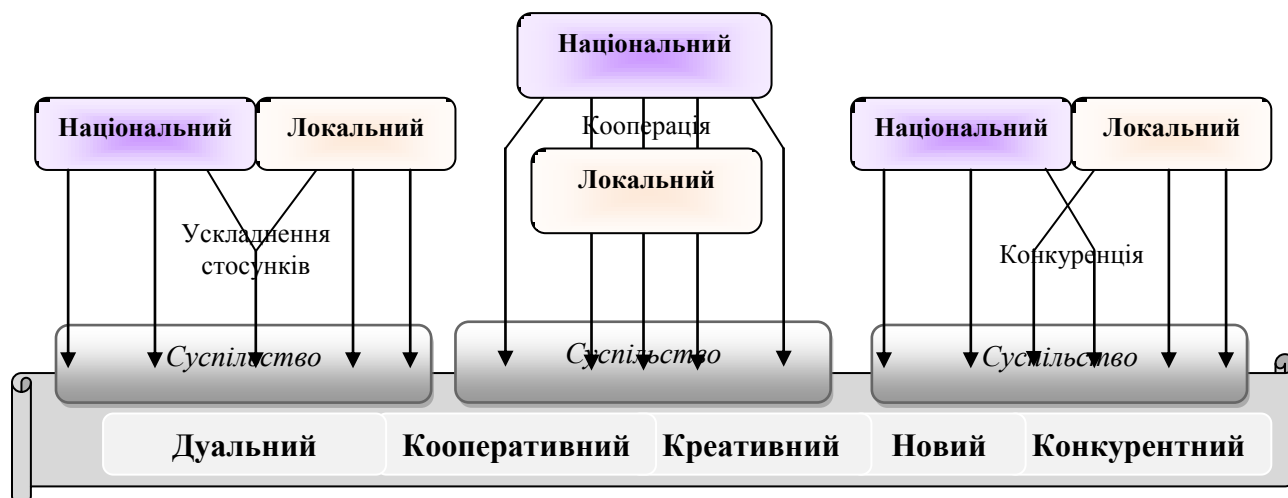 Національний
Національний Локальний
Кооперація
Локальний
Національний Локальний
Ускладнення
стосунків
Конкуренція
Суспільство
Суспільство
Суспільство
Дуальний Кооперативний Креативний Новий Конкурентний